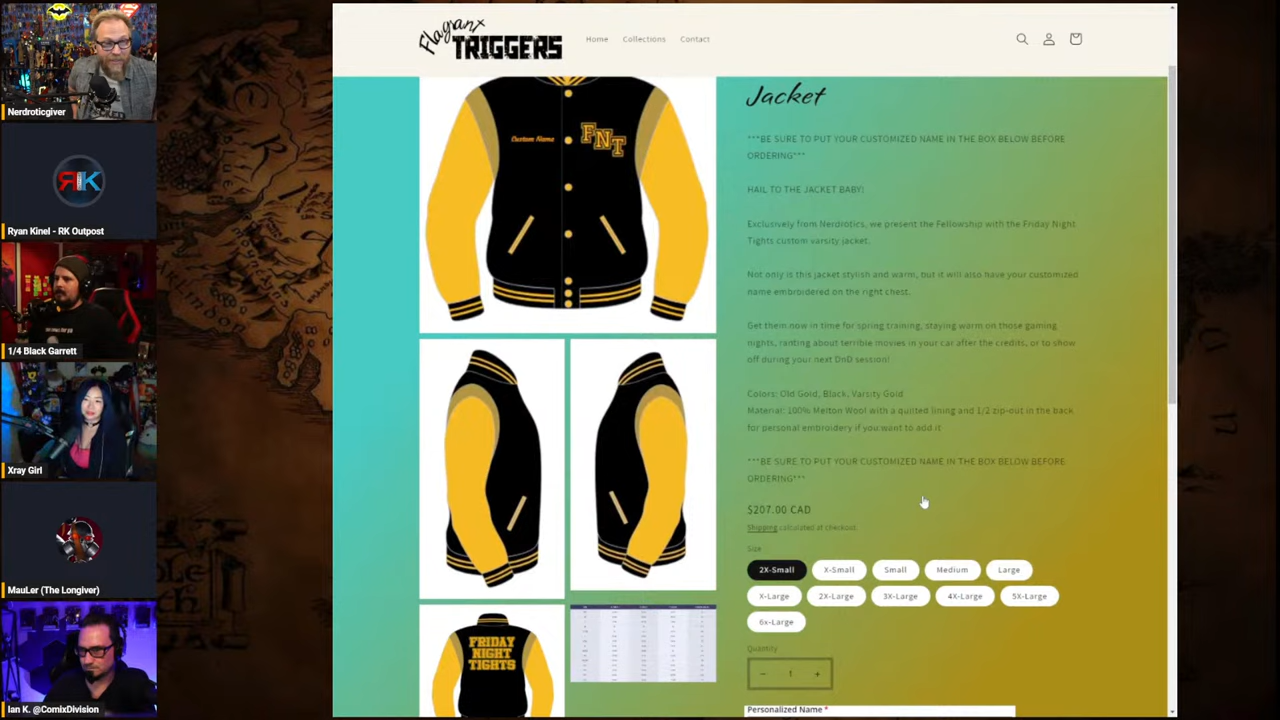 Nerdroticgiver
RK
Ryan Kinel - RK Outpost
1/4 Black Garrett
Xray Girl
MauLer (The Longiver)
Ian K. @ComixDivision
Flagrant
TRIGGERS
Home
Collections
Contact
Custom Name
FNT
FRIDAY
NIGHT
TIGHTS
Jacket
***BE SURE TO PUT YOUR CUSTOMIZED NAME IN THE BOX BELOW BEFORE
ORDERING***
HAIL TO THE JACKET BABY!
Exclusively from Nerdrotics, we present the Fellowship with the Friday Night
Tights custom varsity jacket.
Not only is this jacket stylish and warm, but it will also have your customized
name embroidered on the right chest.
Get them now in time for spring training, staying warm on those gaming
nights, ranting about terrible movies in your car after the credits, or to show
off during your next DnD session!
Colors: Old Gold, Black, Varsity Gold
Material: 100% Melton Wool with a quilted lining and 1/2 zip-out in the back
for personal embroidery if you want to add it
***BE SURE TO PUT YOUR CUSTOMIZED NAME IN THE BOX BELOW BEFORE
ORDERING***
$207.00 CAD
Shipping calculated at checkout.
Size
2X-Small X-Small Small Medium Large
X-Large 2X-Large 3X-Large 4X-Large 5X-Large
6x-Large
Quantity
− 1 +
Personalized Name *